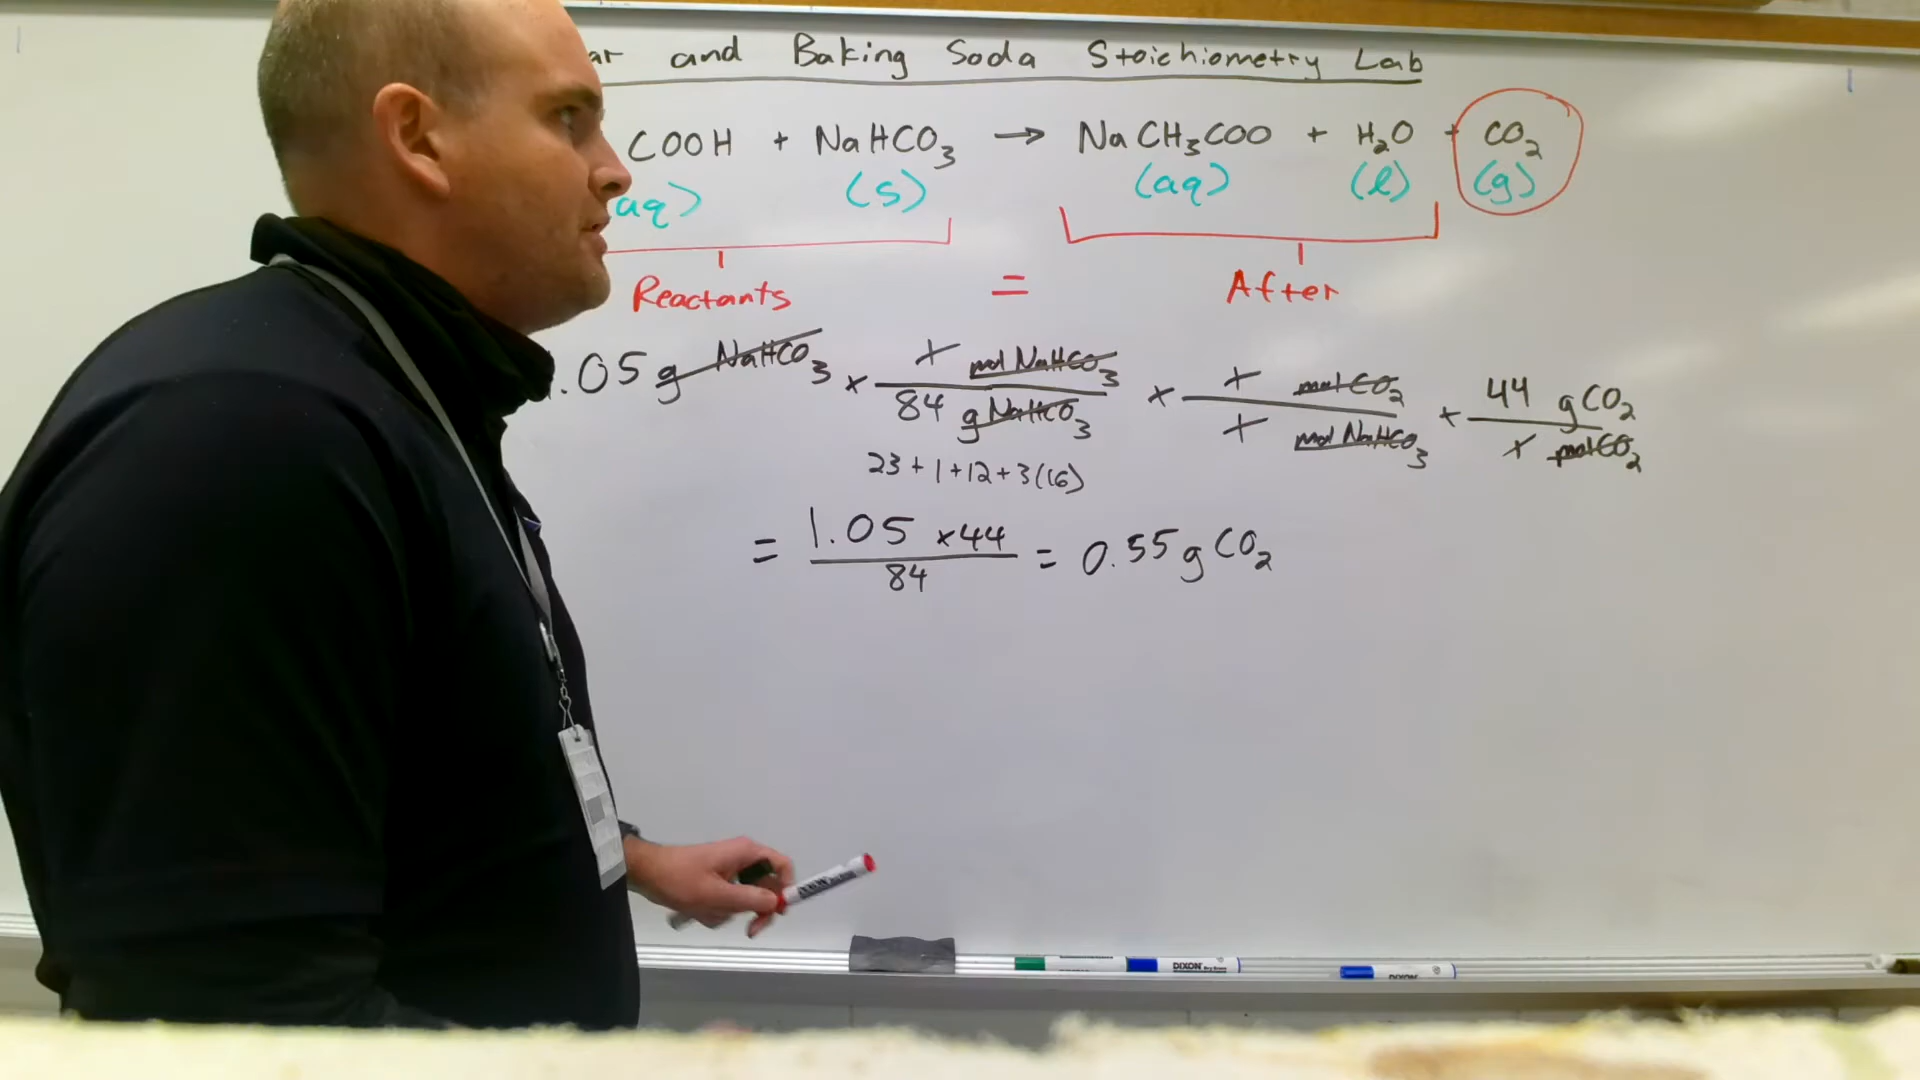 ar and Baking Soda Stoichiometry Lab
COOH + NaHCO₃ → NaCH₃COO + H₂O + CO₂
aq) (s) (aq) (l) (g)
Reactants = After
.05 g NaHCO₃ × 1 mol NaHCO₃ / 84 g NaHCO₃ × 1 mol CO₂ / 1 mol NaHCO₃ × 44 g CO₂ / 1 mol CO₂
23 + 1 + 12 + 3(16)
= 1.05 × 44 / 84 = 0.55 g CO₂
DIXON
DIXON